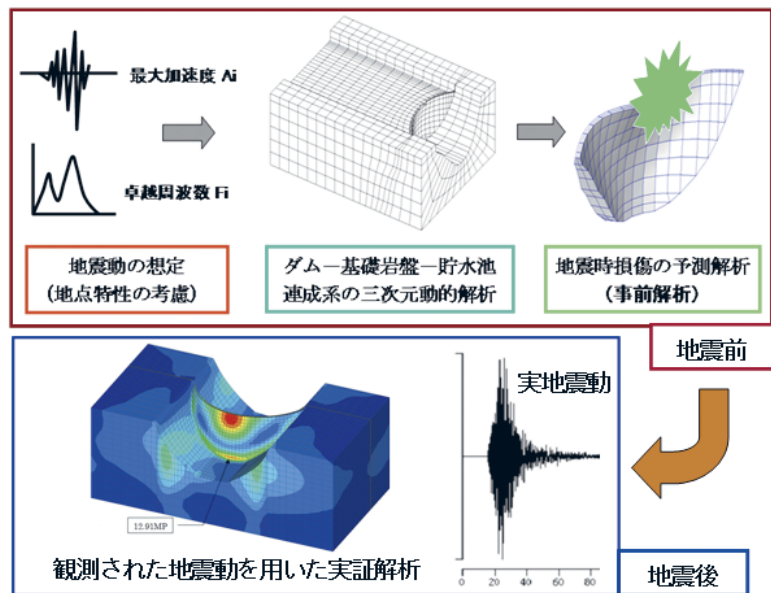 最大加速度 Ai
卓越周波数 Fi
地震動の想定
(地点特性の考慮)
ダム－基礎岩盤－貯水池
連成系の三次元動的解析
地震時損傷の予測解析
(事前解析)
地震前
実地震動
12.91MP
0 20 40 60 80
観測された地震動を用いた実証解析
地震後